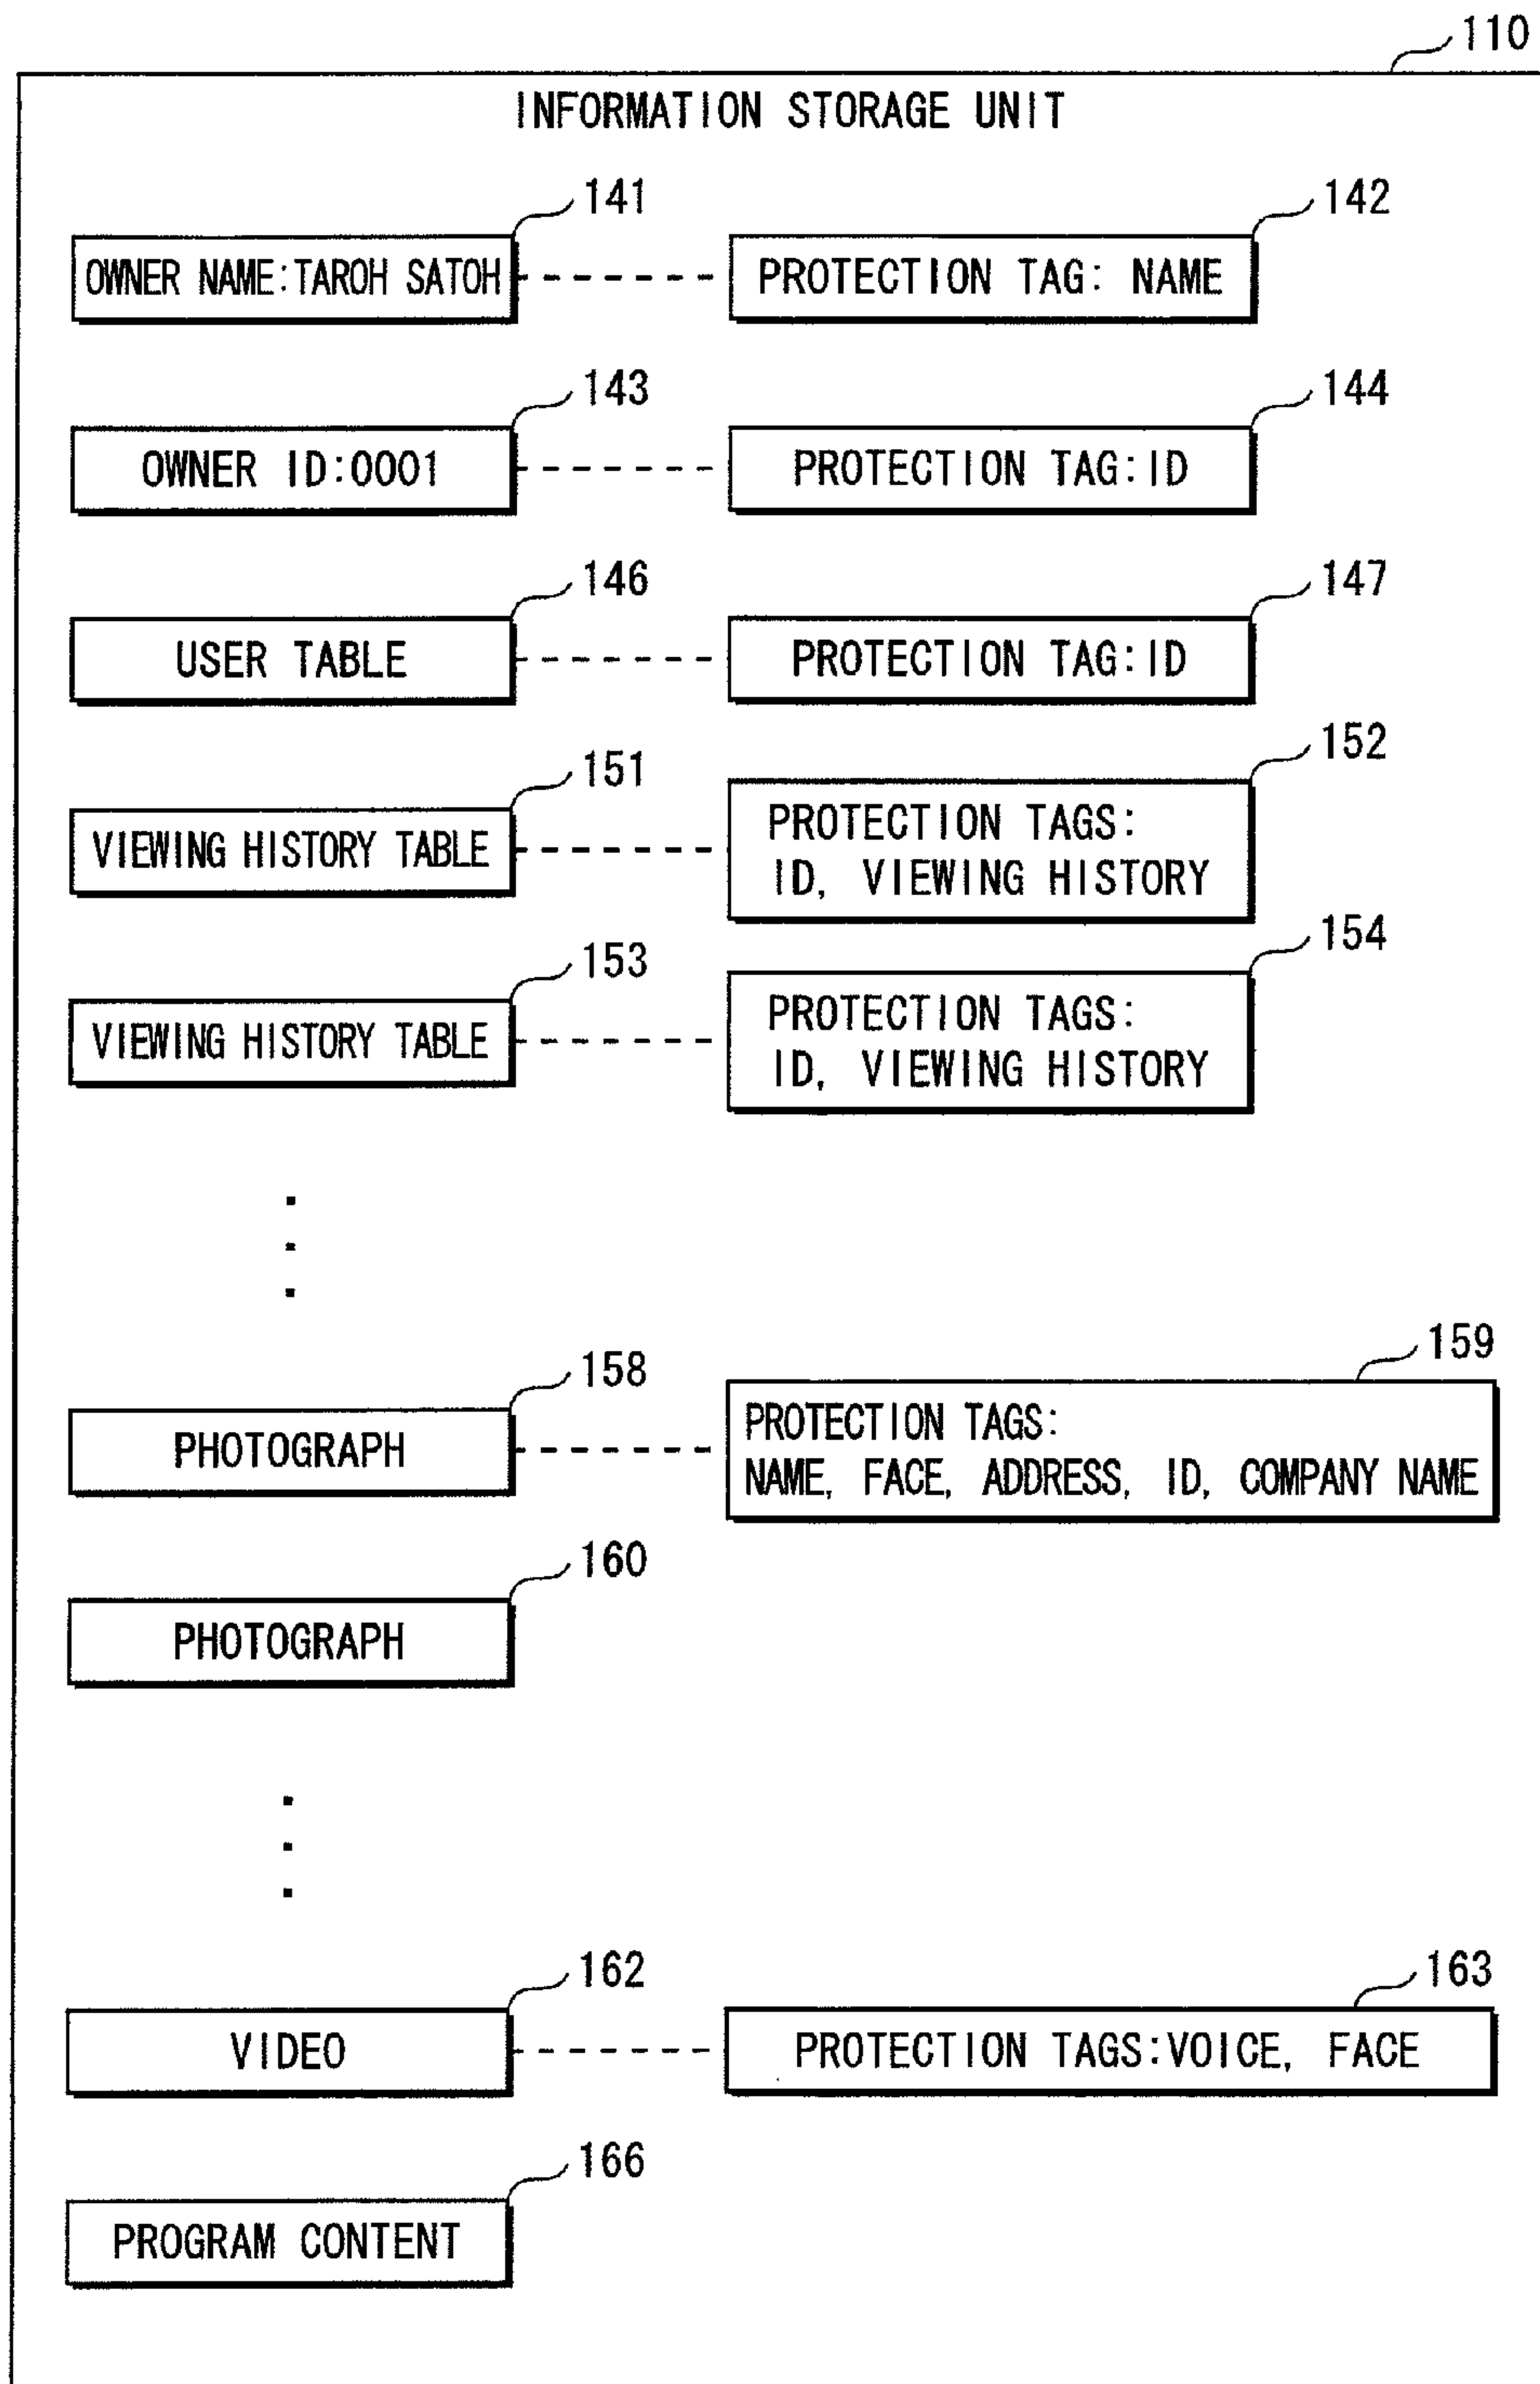 110
INFORMATION STORAGE UNIT
141
142
OWNER NAME:TAROH SATOH
PROTECTION TAG: NAME
143
144
OWNER ID:0001
PROTECTION TAG:ID
146
147
USER TABLE
PROTECTION TAG:ID
151
152
VIEWING HISTORY TABLE
PROTECTION TAGS:
ID, VIEWING HISTORY
153
154
VIEWING HISTORY TABLE
PROTECTION TAGS:
ID, VIEWING HISTORY
158
159
PHOTOGRAPH
PROTECTION TAGS:
NAME, FACE, ADDRESS, ID, COMPANY NAME
160
PHOTOGRAPH
162
163
VIDEO
PROTECTION TAGS:VOICE, FACE
166
PROGRAM CONTENT